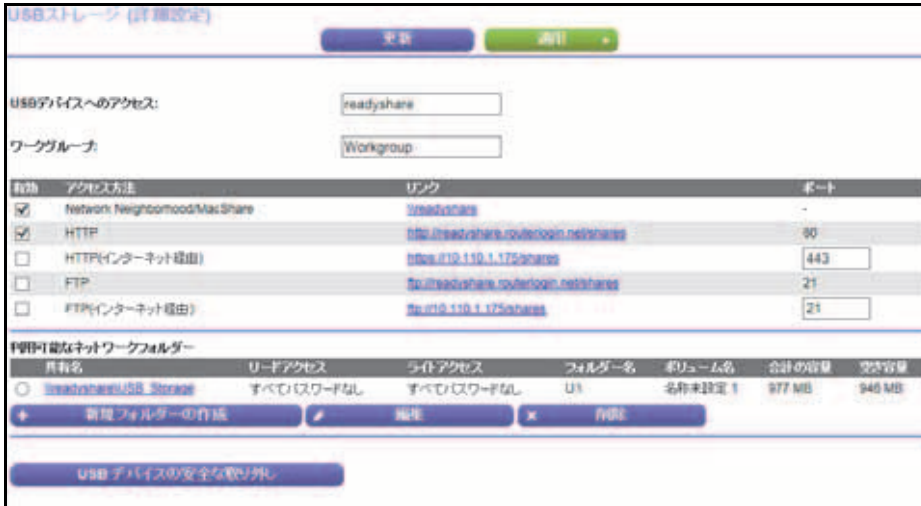 USBストレージ (詳細設定)
更新 適用
USBデバイスへのアクセス: readyshare
ワークグループ: Workgroup
有効 アクセス方法 リンク ポート
Network Neighborhood/MacShare \\readyshare -
HTTP http://readyshare.routerlogin.net/shares 80
HTTP(インターネット経由) https://10.110.1.175/shares 443
FTP ftp://readyshare.routerlogin.net/shares 21
FTP(インターネット経由) ftp://10.110.1.175/shares 21
利用可能なネットワークフォルダー
共有名 リードアクセス ライトアクセス フォルダー名 ボリューム名 合計の容量 空き容量
\\readyshare\USB_Storage すべて/パスワードなし すべて/パスワードなし U:\ 名称未設定 1 977 MB 946 MB
新規フォルダーの作成 編集 削除
USB デバイスの安全な取り外し